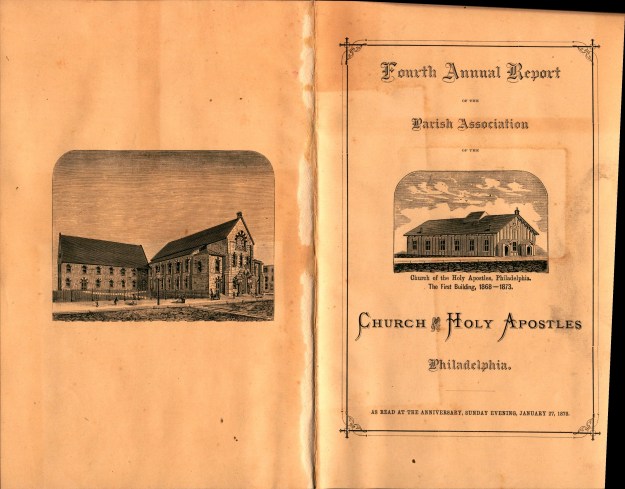 Fourth Annual Report
OF THE
Parish Association
OF THE
Church of the Holy Apostles, Philadelphia.
The First Building, 1868—1873.
CHURCH OF THE HOLY APOSTLES
Philadelphia.
AS READ AT THE ANNIVERSARY, SUNDAY EVENING, JANUARY 27, 1878.